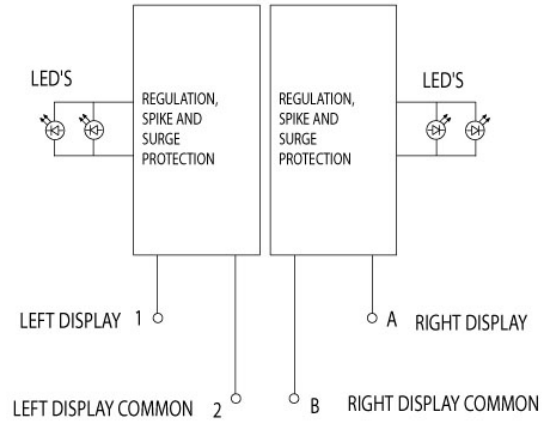 LED'S
REGULATION,
SPIKE AND
SURGE
PROTECTION
REGULATION,
SPIKE AND
SURGE
PROTECTION
LED'S
LEFT DISPLAY 1
A RIGHT DISPLAY
LEFT DISPLAY COMMON 2
B RIGHT DISPLAY COMMON